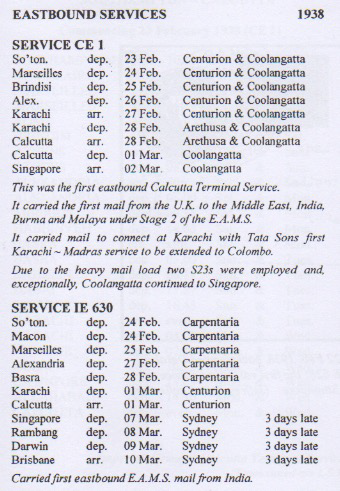 EASTBOUND SERVICES 1938
SERVICE CE 1
So'ton. dep. 23 Feb. Centurion & Coolangatta
Marseilles dep. 24 Feb. Centurion & Coolangatta
Brindisi dep. 25 Feb. Centurion & Coolangatta
Alex. dep. 26 Feb. Centurion & Coolangatta
Karachi arr. 27 Feb. Centurion & Coolangatta
Karachi dep. 28 Feb. Arethusa & Coolangatta
Calcutta arr. 28 Feb. Arethusa & Coolangatta
Calcutta dep. 01 Mar. Coolangatta
Singapore arr. 02 Mar. Coolangatta
This was the first eastbound Calcutta Terminal Service.
It carried the first mail from the U.K. to the Middle East, India,
Burma and Malaya under Stage 2 of the E.A.M.S.
It carried mail to connect at Karachi with Tata Sons first
Karachi ~ Madras service to be extended to Colombo.
Due to the heavy mail load two S23s were employed and,
exceptionally, Coolangatta continued to Singapore.
SERVICE IE 630
So'ton. dep. 24 Feb. Carpentaria
Macon dep. 24 Feb. Carpentaria
Marseilles dep. 25 Feb. Carpentaria
Alexandria dep. 27 Feb. Carpentaria
Basra dep. 28 Feb. Carpentaria
Karachi dep. 01 Mar. Centurion
Calcutta arr. 01 Mar. Centurion
Singapore dep. 07 Mar. Sydney 3 days late
Rambang dep. 08 Mar. Sydney 3 days late
Darwin dep. 09 Mar. Sydney 3 days late
Brisbane arr. 10 Mar. Sydney 3 days late
Carried first eastbound E.A.M.S. mail from India.